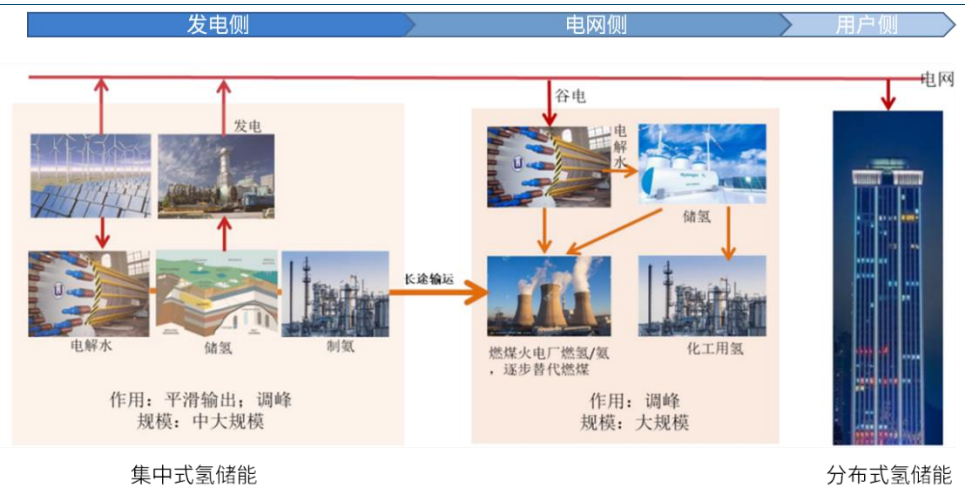 发电侧
电网侧
用户侧
电网
谷电
发电
电解水
储氢
电解水
储氢
制氨
长途输运
燃煤火电厂燃氢/氨
，逐步替代燃煤
化工用氢
作用：平滑输出；调峰
规模：中大规模
作用：调峰
规模：大规模
集中式氢储能
分布式氢储能